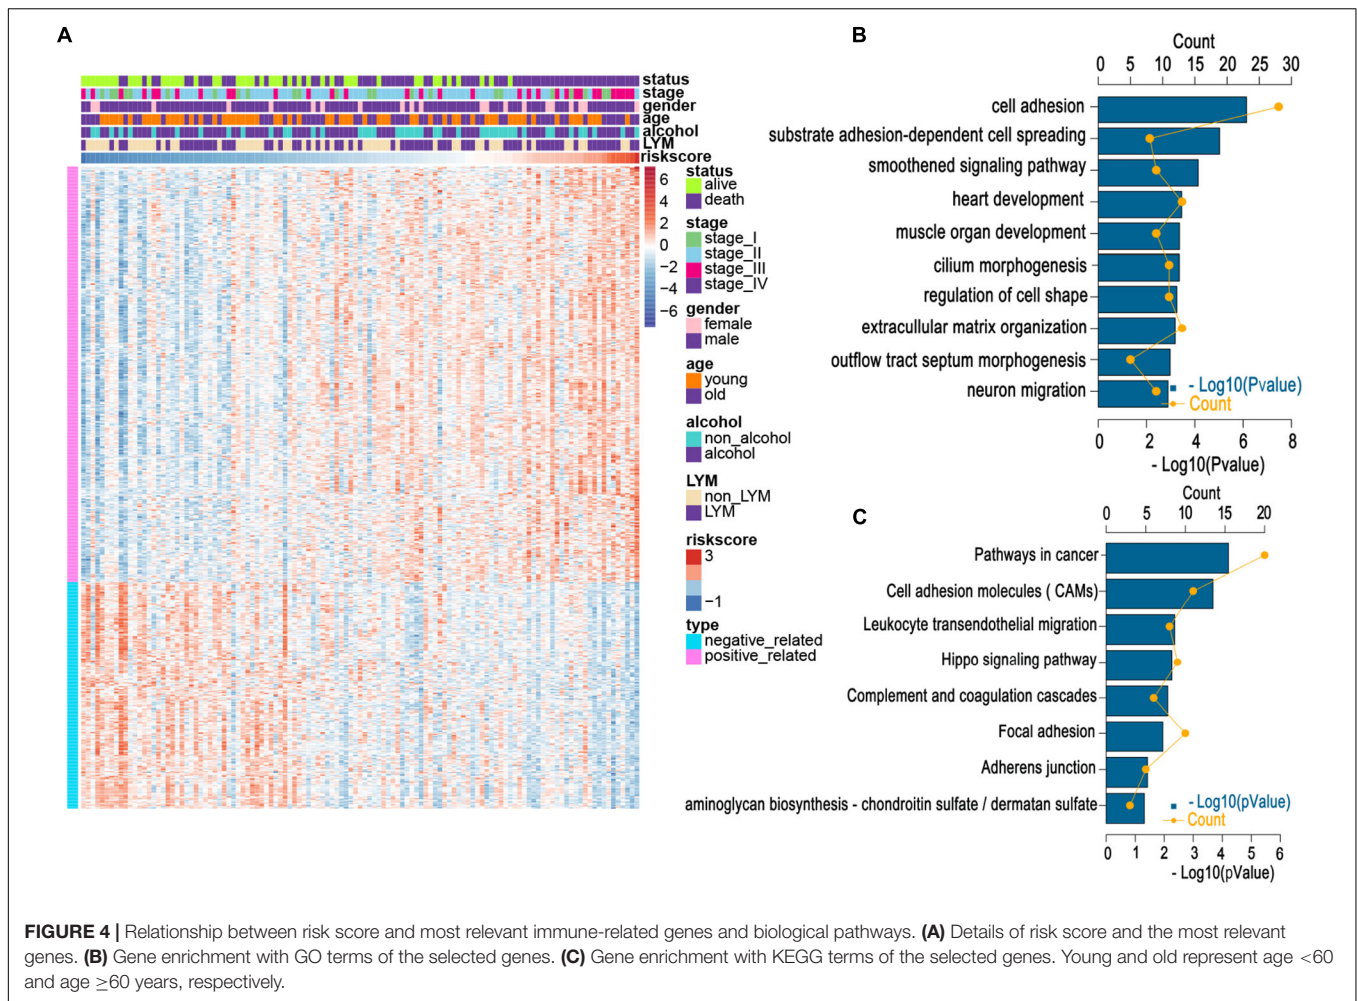 A
status
stage
gender
age
alcohol
LYM
riskscore
6
4
2
0
−2
−4
−6
status
alive
death
stage
stage_I
stage_II
stage_III
stage_IV
gender
female
male
age
young
old
alcohol
non_alcohol
alcohol
LYM
non_LYM
LYM
riskscore
3
−1
type
negative_related
positive_related
B
Count
0 5 10 15 20 25 30
cell adhesion
substrate adhesion-dependent cell spreading
smoothened signaling pathway
heart development
muscle organ development
cilium morphogenesis
regulation of cell shape
extracullular matrix organization
outflow tract septum morphogenesis
neuron migration
- Log10(Pvalue)
Count
0 2 4 6 8
- Log10(Pvalue)
C
Count
0 5 10 15 20
Pathways in cancer
Cell adhesion molecules ( CAMs)
Leukocyte transendothelial migration
Hippo signaling pathway
Complement and coagulation cascades
Focal adhesion
Adherens junction
aminoglycan biosynthesis - chondroitin sulfate / dermatan sulfate
- Log10(pValue)
Count
0 1 2 3 4 5 6
- Log10(pValue)
FIGURE 4 | Relationship between risk score and most relevant immune-related genes and biological pathways. (A) Details of risk score and the most relevant
genes. (B) Gene enrichment with GO terms of the selected genes. (C) Gene enrichment with KEGG terms of the selected genes. Young and old represent age <60
and age ≥60 years, respectively.